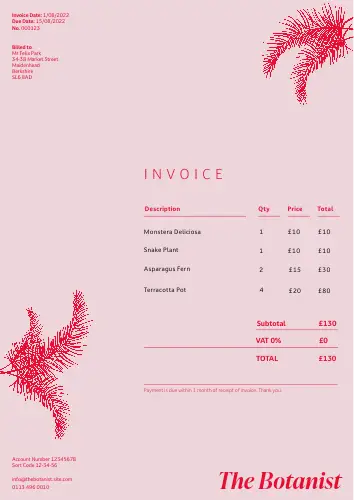 Invoice Date: 1/08/2022
Due Date: 15/08/2022
No. 000123
Billed to
Mr Felix Park
34-38 Market Street
Maidenhead
Berkshire
SL6 8AD
INVOICE
Description Qty Price Total
Monstera Deliciosa 1 £10 £10
Snake Plant 1 £10 £10
Asparagus Fern 2 £15 £30
Terracotta Pot 4 £20 £80
Subtotal £130
VAT 0% £0
TOTAL £130
Payment is due within 1 month of receipt of invoice. Thank you.
Account Number 12345678
Sort Code 12-34-56
info@thebotanist.site.com
0113 496 0010
The Botanist